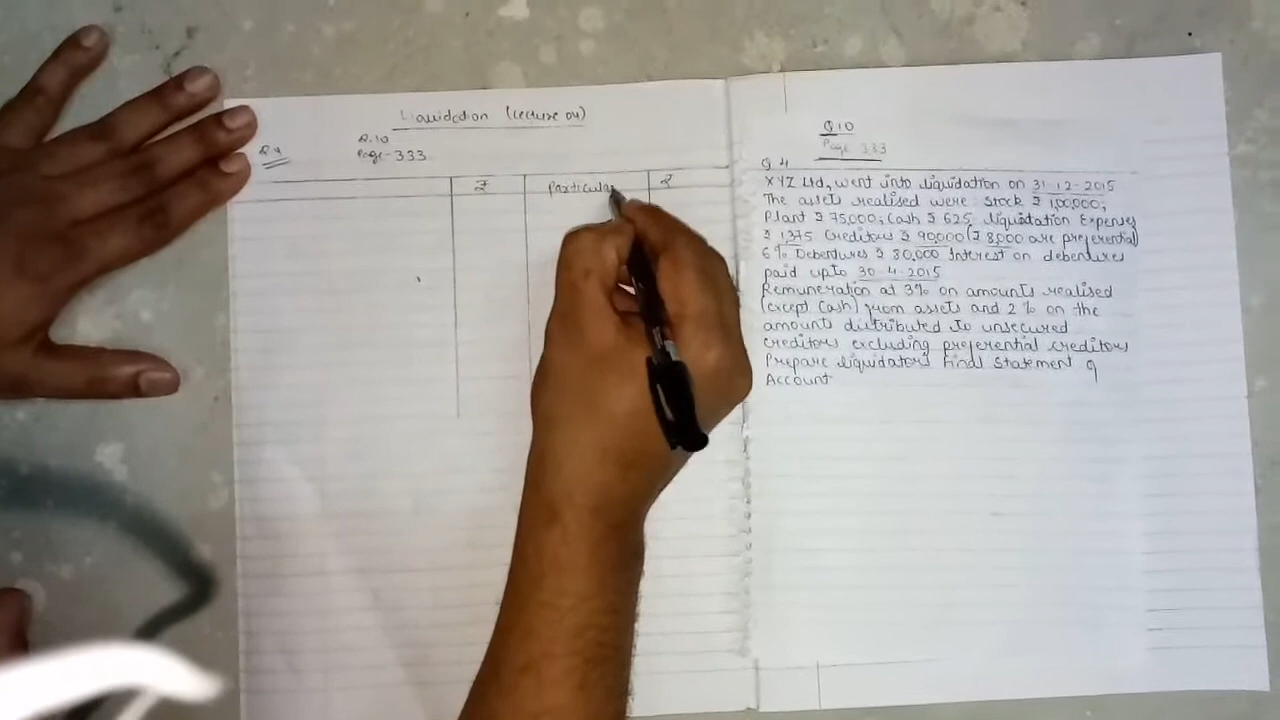 Liquidation (Lecture 04)
Q.4
Q.10
Page-333
₹
Particular
₹
Q10
Page 333
Q.4
XYZ Ltd, went into liquidation on 31-12-2015
The assets realised were: Stock ₹ 1,00,000;
Plant ₹ 75,000; Cash ₹ 625, Liquidation Expenses
₹ 1375 Creditors ₹ 90,000 (₹ 8,000 are preferential)
6% Debentures ₹ 80,000 Interest on debentures
paid upto 30-4-2015
Remuneration at 3% on amounts realised
(except Cash) from assets and 2% on the
amounts distributed to unsecured
creditors excluding preferential creditors
Prepare liquidator's Final Statement of
Account